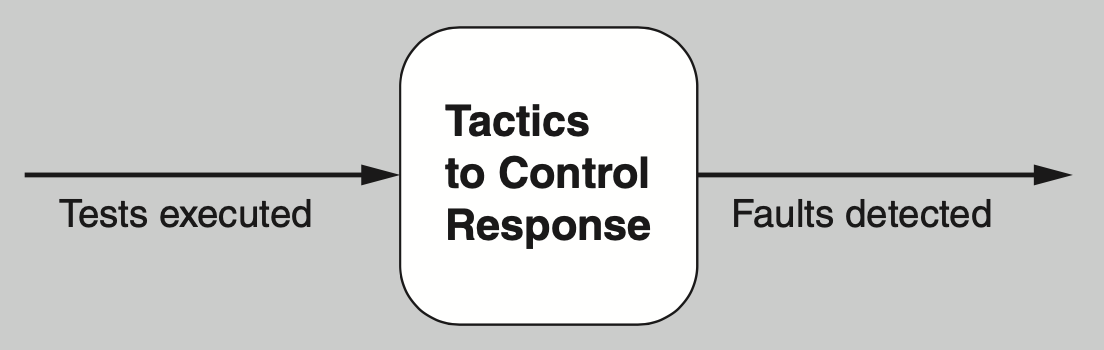 Tests executed
Tactics
to Control
Response
Faults detected